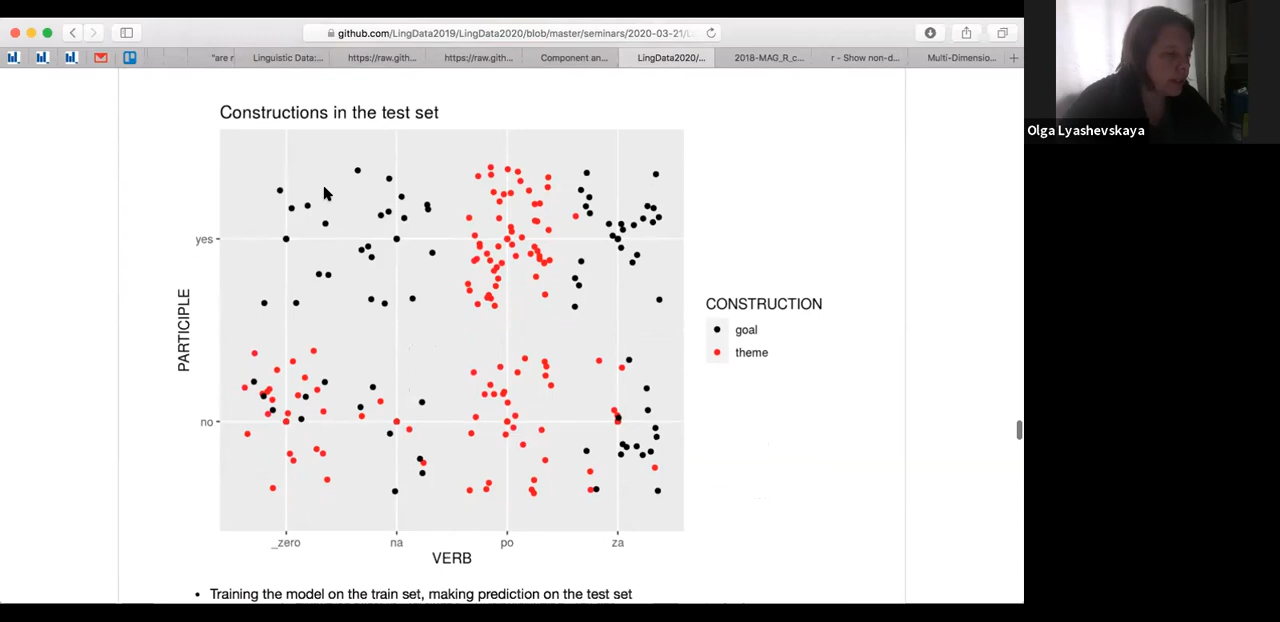 github.com/LingData2019/LingData2020/blob/master/seminars/2020-03-21/L
"are r
Linguistic Data:...
https://raw.gith...
https://raw.gith...
Component an...
LingData2020/...
2018-MAG_R_c...
r - Show non-d...
Multi-Dimensio...
Olga Lyashevskaya
Constructions in the test set
PARTICIPLE
yes
no
CONSTRUCTION
goal
theme
_zero
na
po
za
VERB
• Training the model on the train set, making prediction on the test set